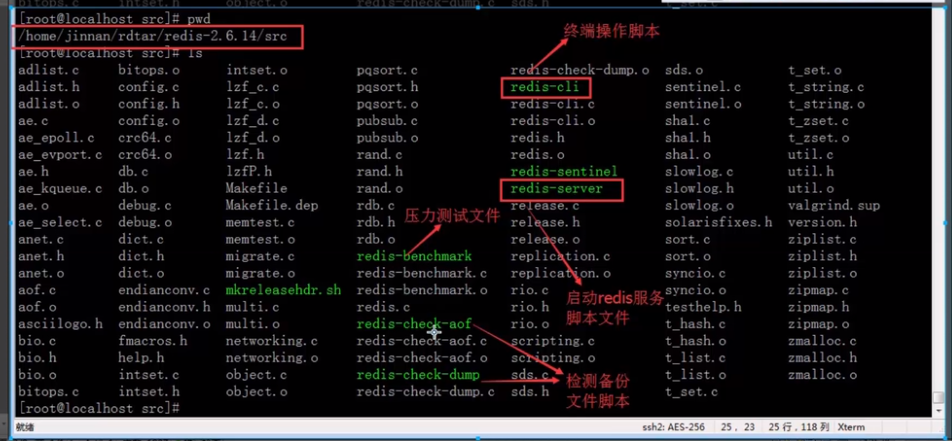 [root@localhost src]# pwd
/home/jinnan/rdtar/redis-2.6.14/src
[root@localhost src]# ls
终端操作脚本
adlist.c bitops.o intset.o pqsort.c redis-check-dump.o sds.o t_set.o
adlist.h config.c lzf_c.c pqsort.h redis-cli sentinel.c t_string.c
adlist.o config.h lzf_c.o pqsort.o redis-cli.c sentinel.o t_string.o
ae.c config.o lzf_d.c pubsub.c redis-cli.o sha1.c t_zset.c
ae_epoll.c crc64.c lzf_d.o pubsub.o redis.h sha1.h t_zset.o
ae_evport.c crc64.o lzf.h rand.c redis.o sha1.o util.c
ae.h db.c lzfP.h rand.h redis-sentinel slowlog.c util.h
ae_kqueue.c db.o Makefile rand.o redis-server slowlog.h util.o
ae.o debug.c Makefile.dep rdb.c release.c slowlog.o valgrind.sup
压力测试文件
ae_select.c debug.o memtest.c rdb.h release.h solarisfixes.h version.h
anet.c dict.c memtest.o rdb.o release.o sort.c ziplist.c
anet.h dict.h migrate.c redis-benchmark replication.c sort.o ziplist.h
anet.o dict.o migrate.o redis-benchmark.c replication.o syncio.c ziplist.o
aof.c endianconv.c mkreleasehdr.sh redis-benchmark.o rio.c syncio.o zipmap.c
启动redis服务
脚本文件
aof.o endianconv.h multi.c redis.c rio.h testhelp.h zipmap.h
asciilogo.h endianconv.o multi.o redis-check-aof rio.o t_hash.c zipmap.o
bio.c fmacros.h networking.c redis-check-aof.c scripting.c t_hash.o zmalloc.c
bio.h help.h networking.o redis-check-aof.o scripting.o t_list.c zmalloc.h
bio.o intset.c object.c redis-check-dump sds.c t_list.o zmalloc.o
检测备份
文件脚本
bitops.c intset.h object.o redis-check-dump.c sds.h t_set.c
[root@localhost src]#
就绪 ssh2: AES-256 25, 23 25 行, 118 列 Xterm